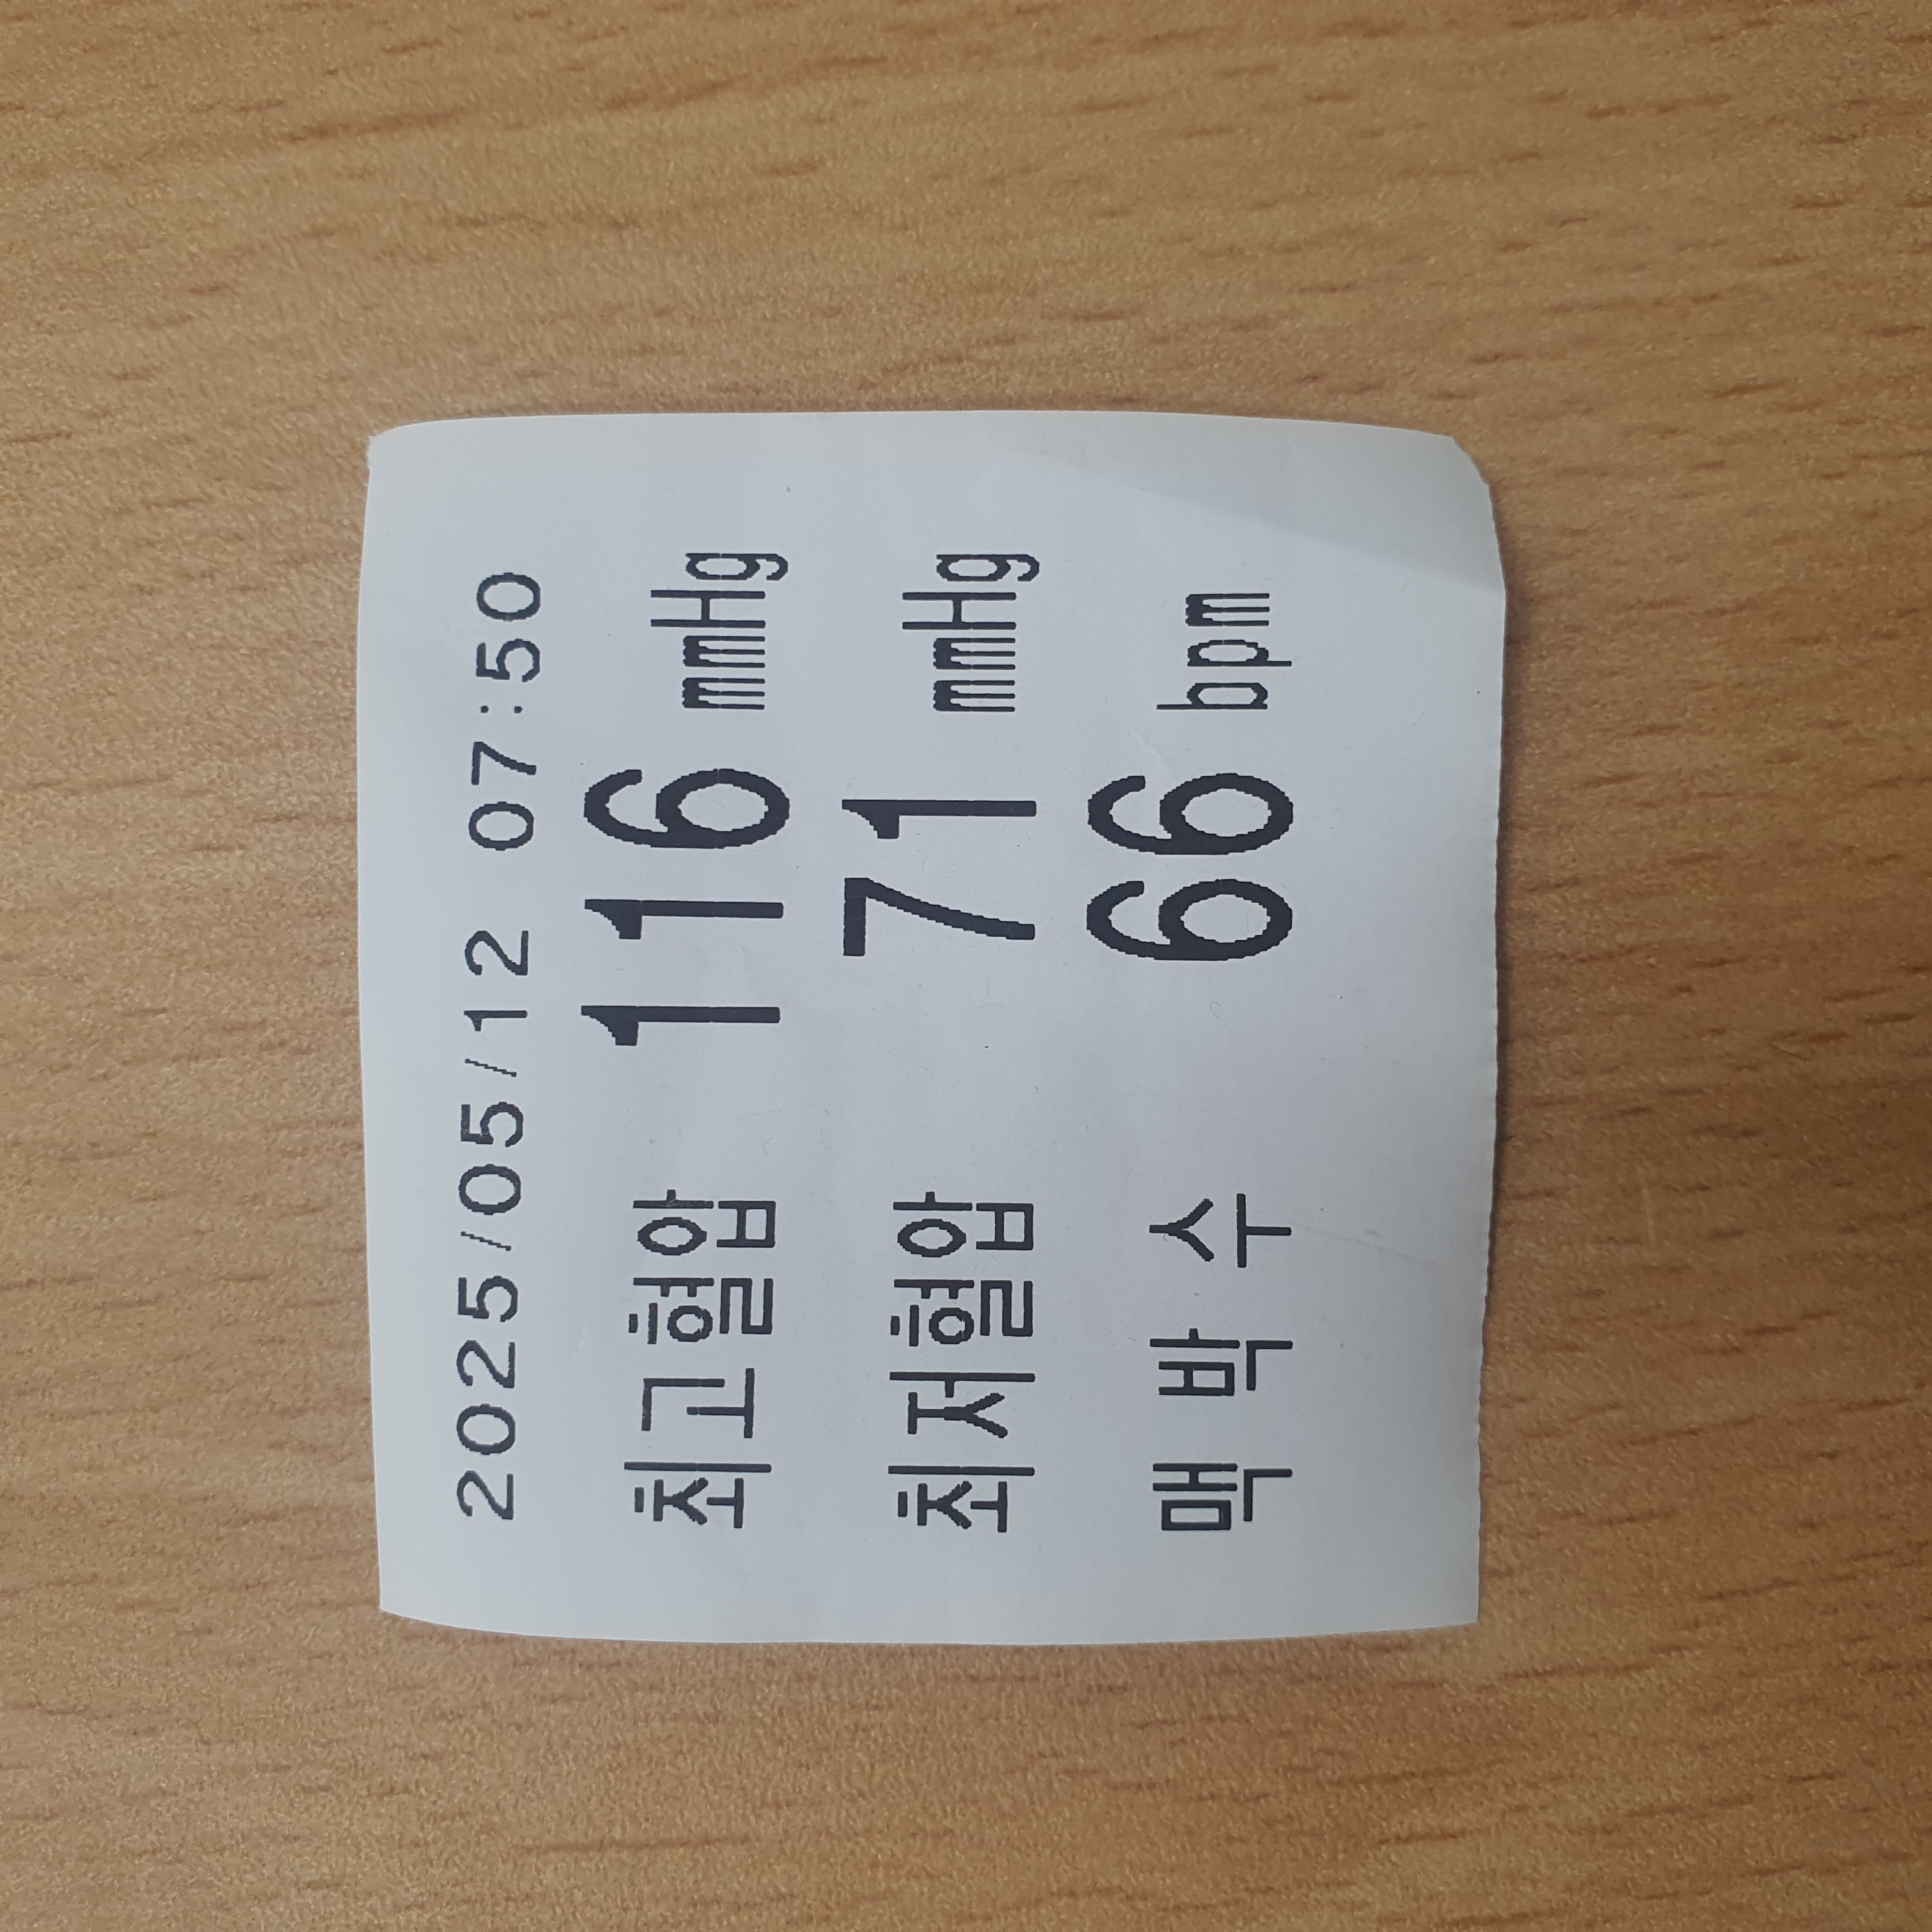 2025/05/12 07:50
최고혈압 116 mmHg
최저혈압 71 mmHg
맥 박 수 66 bpm